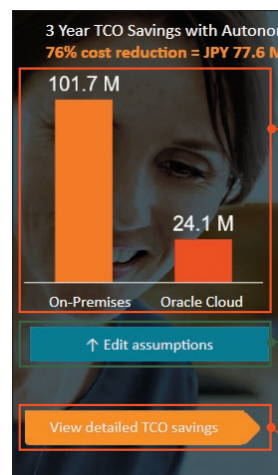 3 Year TCO Savings with Autono
76% cost reduction = JPY 77.6 M
101.7 M
24.1 M
On-Premises Oracle Cloud
↑ Edit assumptions
View detailed TCO savings